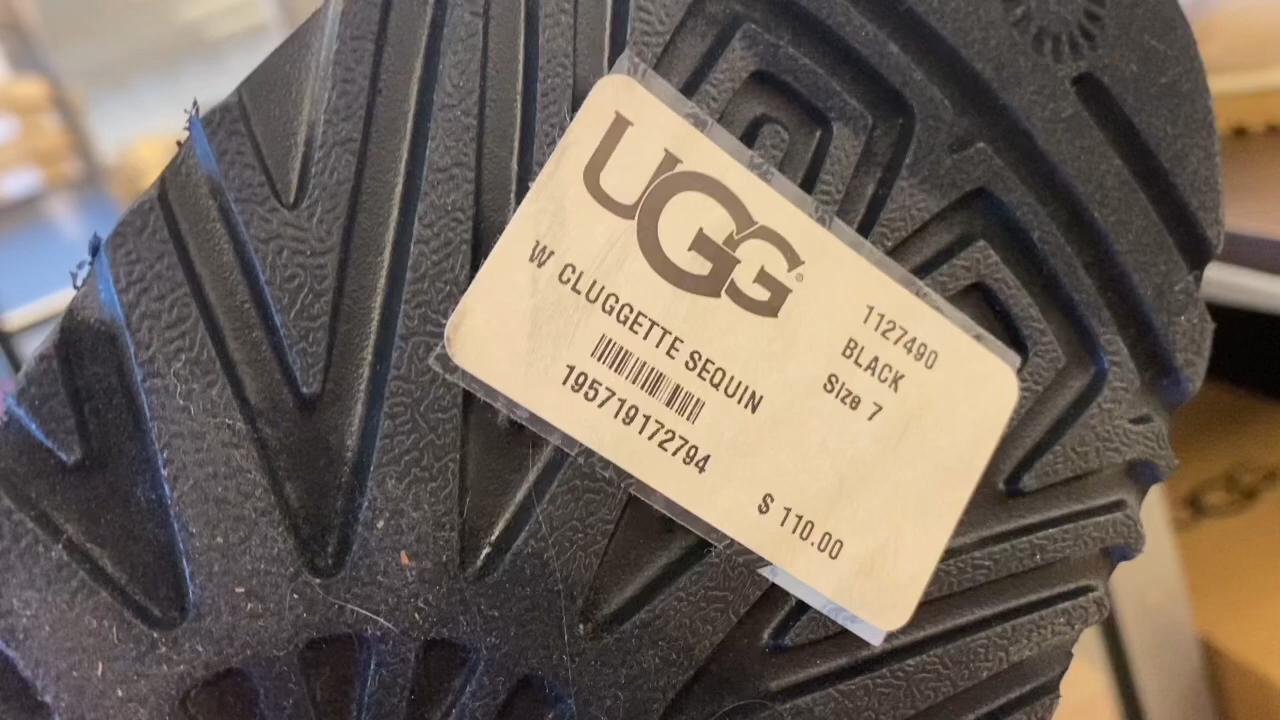 UGG®
W CLUGGETTE SEQUIN
195719172794
1127490
BLACK
Size 7
$ 110.00